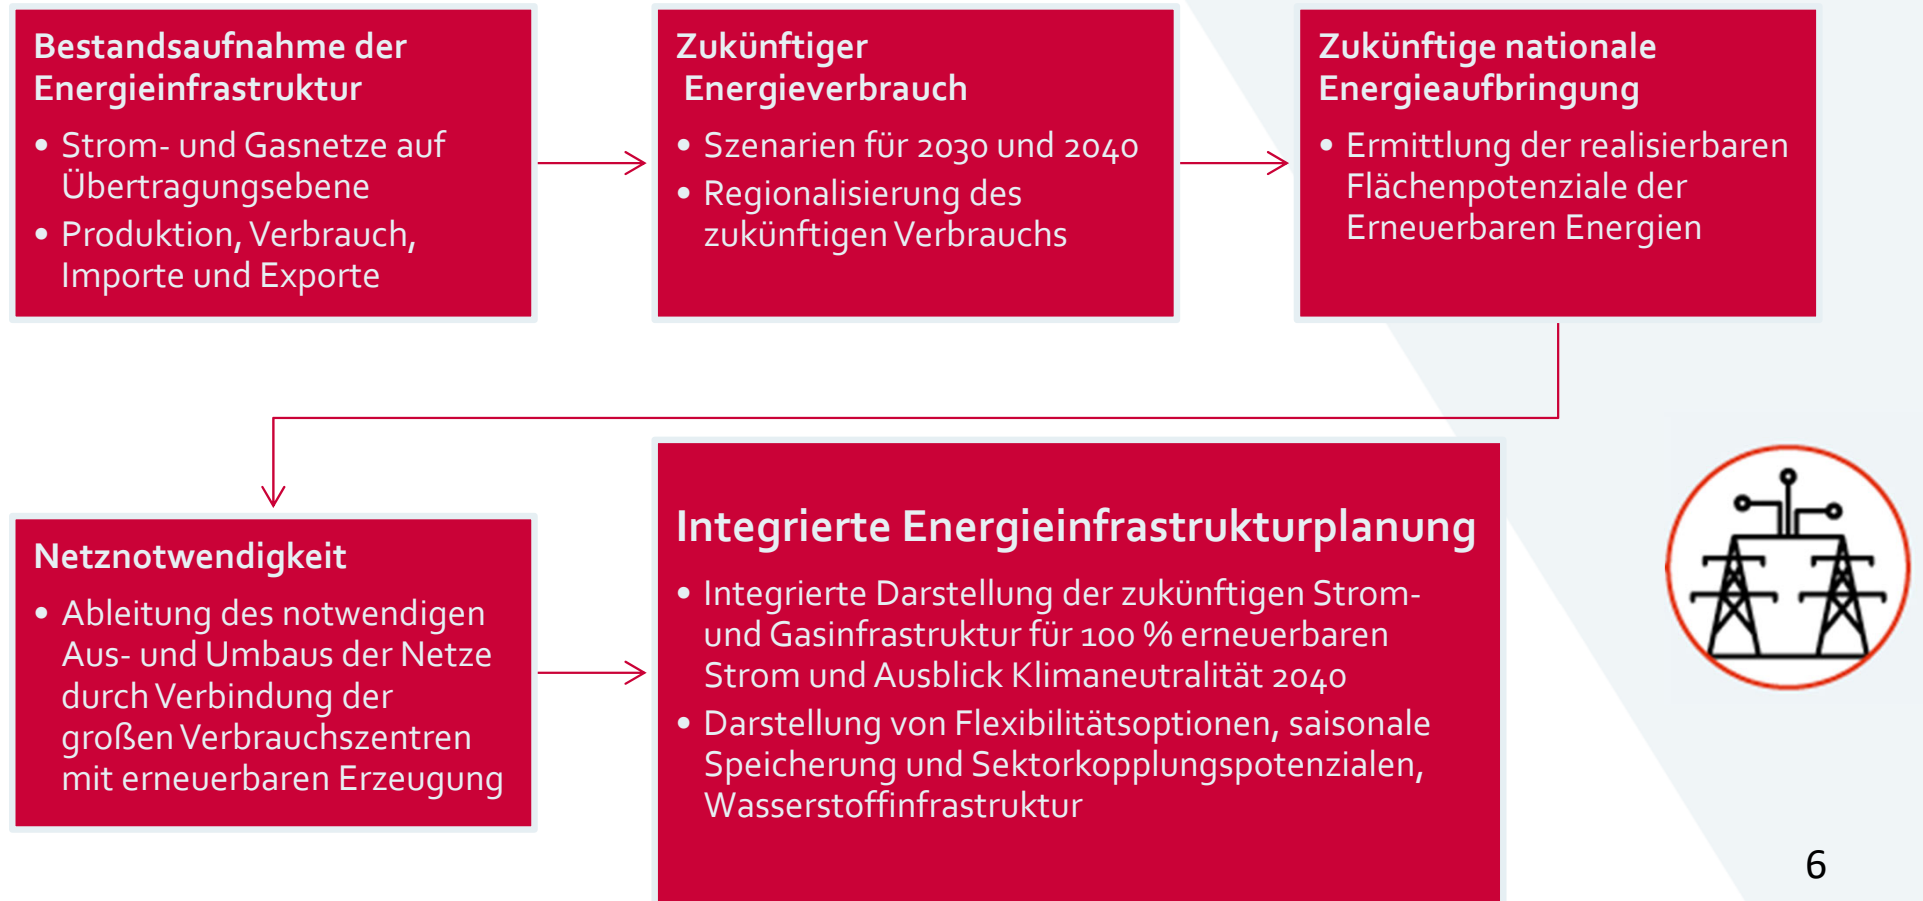 Bestandsaufnahme der
Energieinfrastruktur
• Strom- und Gasnetze auf
Übertragungsebene
• Produktion, Verbrauch,
Importe und Exporte
Zukünftiger
Energieverbrauch
• Szenarien für 2030 und 2040
• Regionalisierung des
zukünftigen Verbrauchs
Zukünftige nationale
Energieaufbringung
• Ermittlung der realisierbaren
Flächenpotenziale der
Erneuerbaren Energien
Netznotwendigkeit
• Ableitung des notwendigen
Aus- und Umbaus der Netze
durch Verbindung der
großen Verbrauchszentren
mit erneuerbaren Erzeugung
Integrierte Energieinfrastrukturplanung
• Integrierte Darstellung der zukünftigen Strom-
und Gasinfrastruktur für 100 % erneuerbaren
Strom und Ausblick Klimaneutralität 2040
• Darstellung von Flexibilitätsoptionen, saisonale
Speicherung und Sektorkopplungspotenzialen,
Wasserstoffinfrastruktur
6